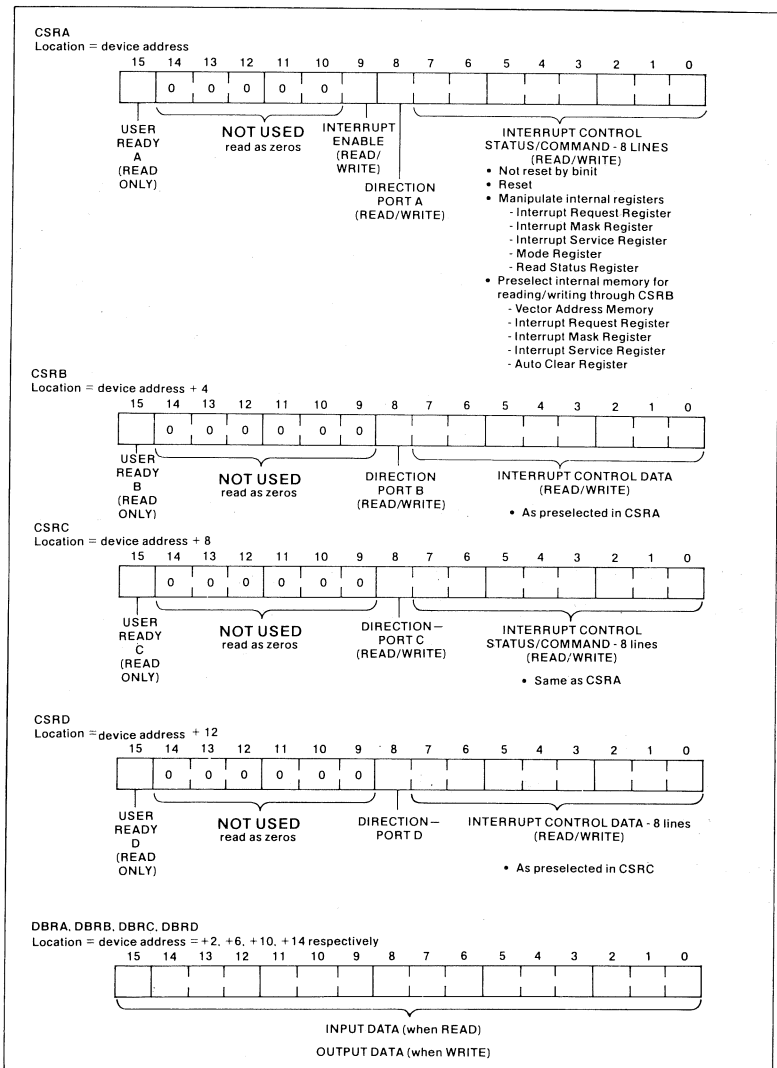 CSRA
Location = device address
15 14 13 12 11 10 9 8 7 6 5 4 3 2 1 0
0 0 0 0 0
USER READY A (READ ONLY)
NOT USED
read as zeros
INTERRUPT ENABLE (READ/ WRITE)
DIRECTION PORT A (READ/WRITE)
INTERRUPT CONTROL
STATUS/COMMAND - 8 LINES
(READ/WRITE)
• Not reset by binit
• Reset
• Manipulate internal registers
- Interrupt Request Register
- Interrupt Mask Register
- Interrupt Service Register
- Mode Register
- Read Status Register
• Preselect internal memory for
reading/writing through CSRB
- Vector Address Memory
- Interrupt Request Register
- Interrupt Mask Register
- Interrupt Service Register
- Auto Clear Register
CSRB
Location = device address + 4
15 14 13 12 11 10 9 8 7 6 5 4 3 2 1 0
0 0 0 0 0 0
USER READY B (READ ONLY)
NOT USED
read as zeros
DIRECTION PORT B (READ/WRITE)
INTERRUPT CONTROL DATA
(READ/WRITE)
• As preselected in CSRA
CSRC
Location = device address + 8
15 14 13 12 11 10 9 8 7 6 5 4 3 2 1 0
0 0 0 0 0 0
USER READY C (READ ONLY)
NOT USED
read as zeros
DIRECTION— PORT C (READ/WRITE)
INTERRUPT CONTROL
STATUS/COMMAND - 8 lines
(READ/WRITE)
• Same as CSRA
CSRD
Location = device address + 12
15 14 13 12 11 10 9 8 7 6 5 4 3 2 1 0
0 0 0 0 0 0
USER READY D (READ ONLY)
NOT USED
read as zeros
DIRECTION— PORT D
INTERRUPT CONTROL DATA - 8 lines
(READ/WRITE)
• As preselected in CSRC
DBRA, DBRB, DBRC, DBRD
Location = device address = +2, +6, +10, +14 respectively
15 14 13 12 11 10 9 8 7 6 5 4 3 2 1 0
INPUT DATA (when READ)
OUTPUT DATA (when WRITE)